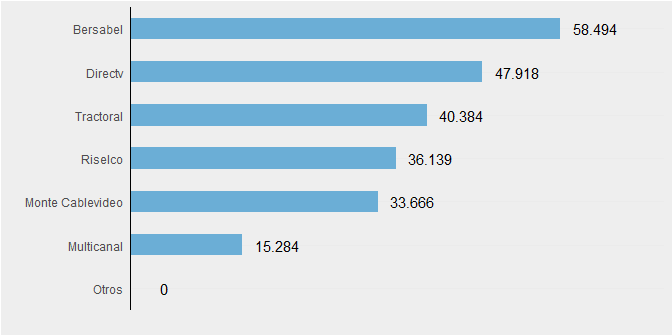 Bersabel 58.494
Directv 47.918
Tractoral 40.384
Riselco 36.139
Monte Cablevideo 33.666
Multicanal 15.284
Otros 0